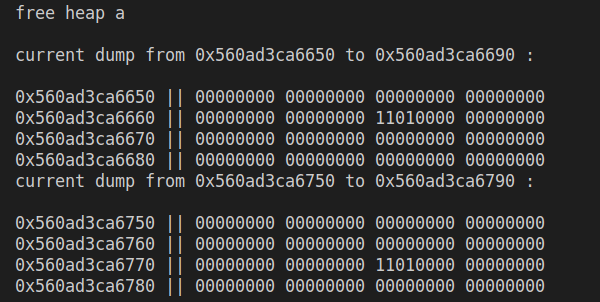 free heap a
current dump from 0x560ad3ca6650 to 0x560ad3ca6690 :
0x560ad3ca6650 || 00000000 00000000 00000000 00000000
0x560ad3ca6660 || 00000000 00000000 11010000 00000000
0x560ad3ca6670 || 00000000 00000000 00000000 00000000
0x560ad3ca6680 || 00000000 00000000 00000000 00000000
current dump from 0x560ad3ca6750 to 0x560ad3ca6790 :
0x560ad3ca6750 || 00000000 00000000 00000000 00000000
0x560ad3ca6760 || 00000000 00000000 00000000 00000000
0x560ad3ca6770 || 00000000 00000000 11010000 00000000
0x560ad3ca6780 || 00000000 00000000 00000000 00000000